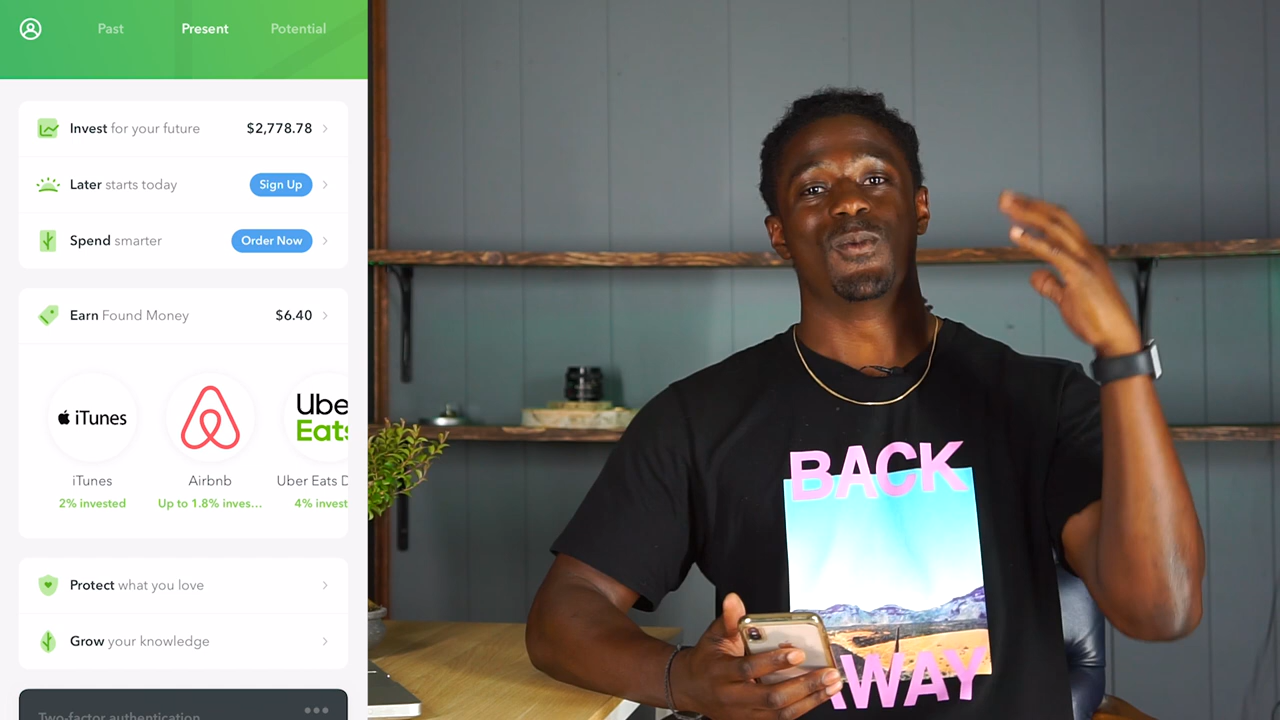 Past Present Potential
Invest for your future $2,778.78
Later starts today Sign Up
Spend smarter Order Now
Earn Found Money $6.40
iTunes
Uber
Eats
iTunes Airbnb Uber Eats D
2% invested Up to 1.8% inves... 4% invest
Protect what you love
Grow your knowledge
Two-factor authentication
BACK
AWAY